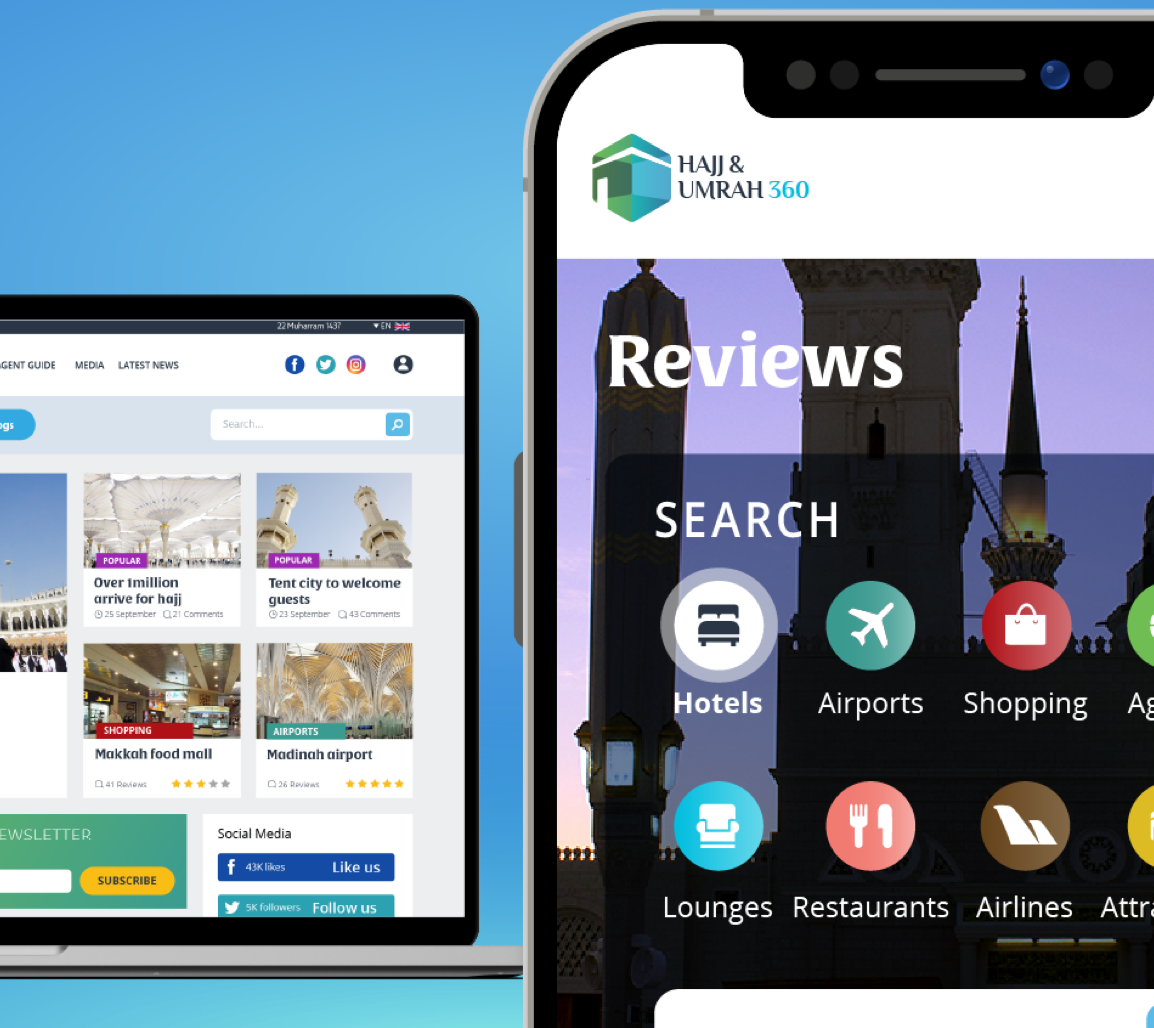 22 Muharram 1437
EN
GENT GUIDE MEDIA LATEST NEWS
ogs
Search...
POPULAR
Over 1million
arrive for hajj
25 September 21 Comments
POPULAR
Tent city to welcome
guests
23 September 43 Comments
SHOPPING
Makkah food mall
41 Reviews
AIRPORTS
Madinah airport
26 Reviews
EWSLETTER
SUBSCRIBE
Social Media
43K likes Like us
5K followers Follow us
HAJJ &
UMRAH 360
Reviews
SEARCH
Hotels Airports Shopping Ag
Lounges Restaurants Airlines Attra